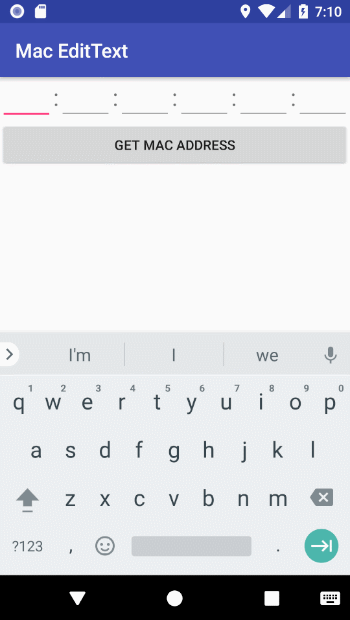 7:10
Mac EditText
: : : : :
GET MAC ADDRESS
I'm I we
1 2 3 4 5 6 7 8 9 0
q w e r t y u i o p
a s d f g h j k l
z x c v b n m
?123 , .